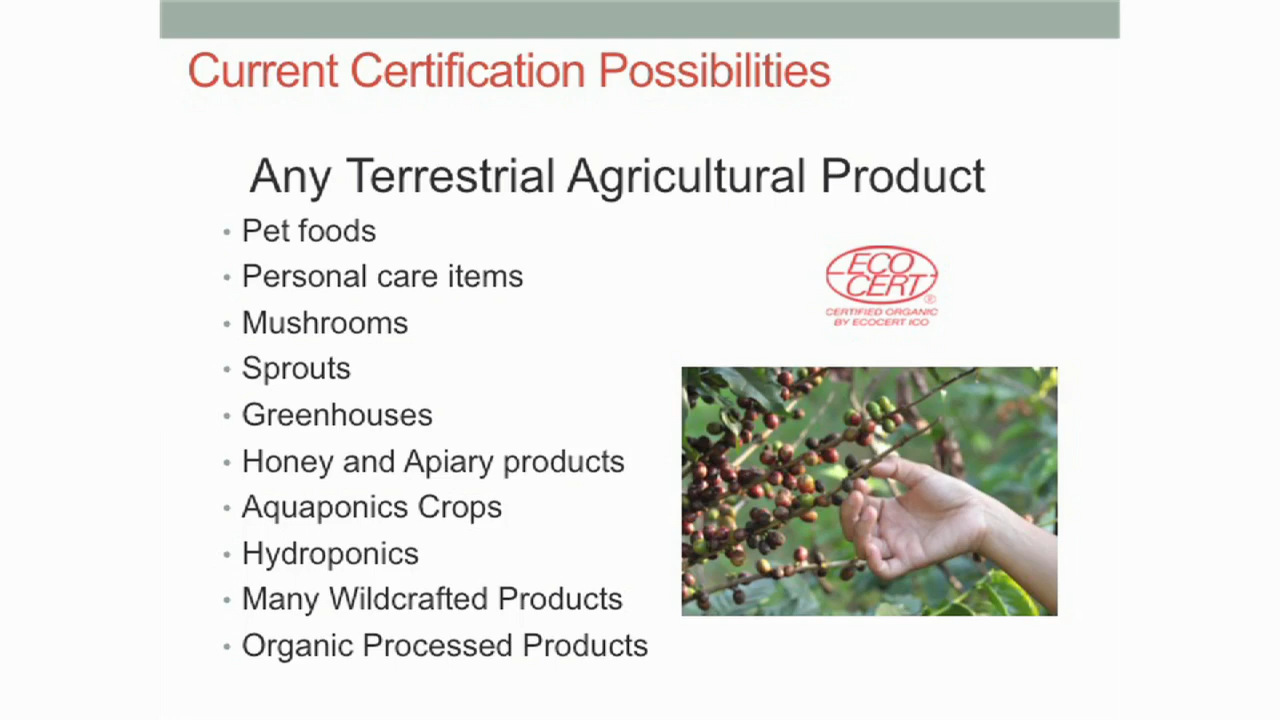 Current Certification Possibilities
Any Terrestrial Agricultural Product
• Pet foods
• Personal care items
• Mushrooms
• Sprouts
• Greenhouses
• Honey and Apiary products
• Aquaponics Crops
• Hydroponics
• Many Wildcrafted Products
• Organic Processed Products
ECO
CERT
®
CERTIFIED ORGANIC
BY ECOCERT ICO